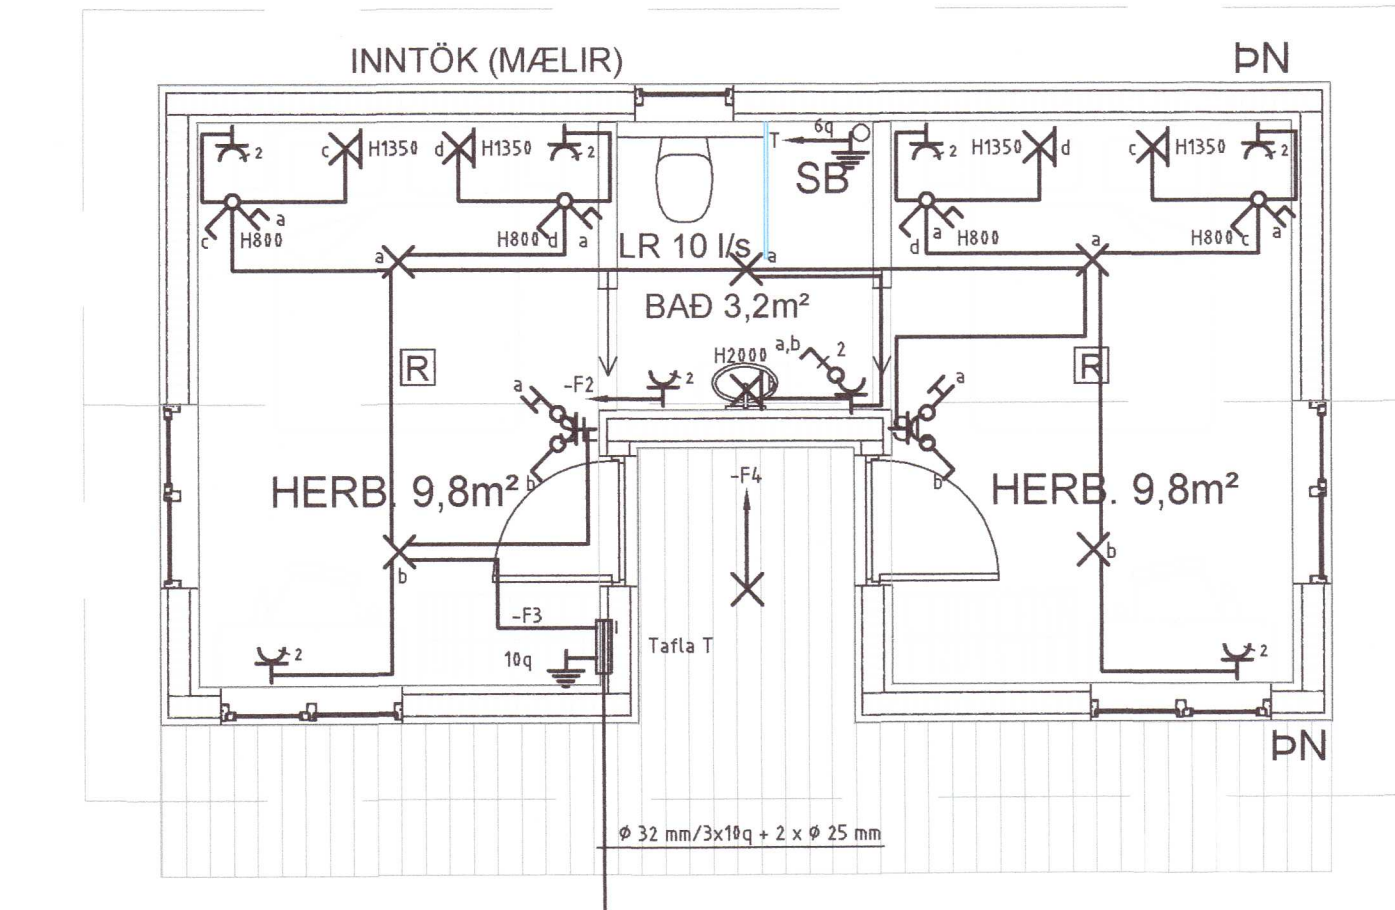 INNTÖK (MÆLIR)
ÞN
6q
T
SB
2
c
H1350
d
H1350
2
2
H1350
d
c
H1350
2
c
a
H800
H800
d
a
d
a
H800
H800
c
a
LR 10 l/s
a
a
a
BAÐ 3,2m²
R
H2000
a,b
2
R
a
-F2
2
b
a
b
b
HERB. 9,8m²
-F4
HERB. 9,8m²
b
b
-F3
10q
Tafla T
2
2
ÞN
Ø 32 mm/3x10q + 2 x Ø 25 mm